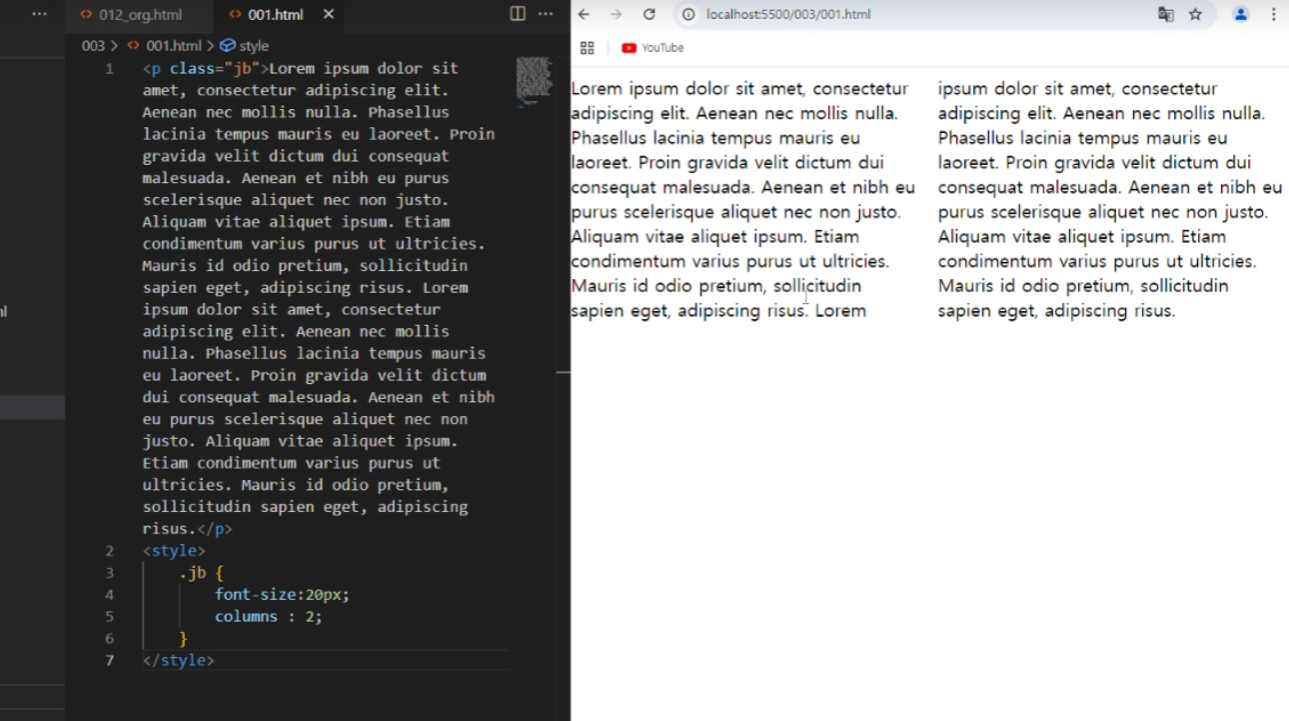 012_org.html
001.html
003 > 001.html > style
1 <p class="jb">Lorem ipsum dolor sit
amet, consectetur adipiscing elit.
Aenean nec mollis nulla. Phasellus
lacinia tempus mauris eu laoreet. Proin
gravida velit dictum dui consequat
malesuada. Aenean et nibh eu purus
scelerisque aliquet nec non justo.
Aliquam vitae aliquet ipsum. Etiam
condimentum varius purus ut ultricies.
Mauris id odio pretium, sollicitudin
sapien eget, adipiscing risus. Lorem
ipsum dolor sit amet, consectetur
adipiscing elit. Aenean nec mollis
nulla. Phasellus lacinia tempus mauris
eu laoreet. Proin gravida velit dictum
dui consequat malesuada. Aenean et nibh
eu purus scelerisque aliquet nec non
justo. Aliquam vitae aliquet ipsum.
Etiam condimentum varius purus ut
ultricies. Mauris id odio pretium,
sollicitudin sapien eget, adipiscing
risus.</p>
2 <style>
3 .jb {
4 font-size:20px;
5 columns : 2;
6 }
7 </style>
localhost:5500/003/001.html
YouTube
Lorem ipsum dolor sit amet, consectetur
adipiscing elit. Aenean nec mollis nulla.
Phasellus lacinia tempus mauris eu
laoreet. Proin gravida velit dictum dui
consequat malesuada. Aenean et nibh eu
purus scelerisque aliquet nec non justo.
Aliquam vitae aliquet ipsum. Etiam
condimentum varius purus ut ultricies.
Mauris id odio pretium, sollicitudin
sapien eget, adipiscing risus. Lorem
ipsum dolor sit amet, consectetur
adipiscing elit. Aenean nec mollis nulla.
Phasellus lacinia tempus mauris eu
laoreet. Proin gravida velit dictum dui
consequat malesuada. Aenean et nibh eu
purus scelerisque aliquet nec non justo.
Aliquam vitae aliquet ipsum. Etiam
condimentum varius purus ut ultricies.
Mauris id odio pretium, sollicitudin
sapien eget, adipiscing risus.